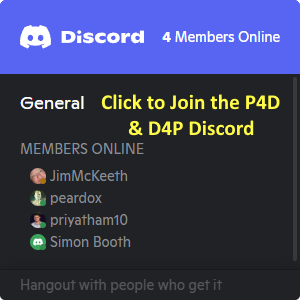 Discord 4 Members Online
General Click to Join the P4D
& D4P Discord
MEMBERS ONLINE
JimMcKeeth
peardox
priyatham10
Simon Booth
Hangout with people who get it